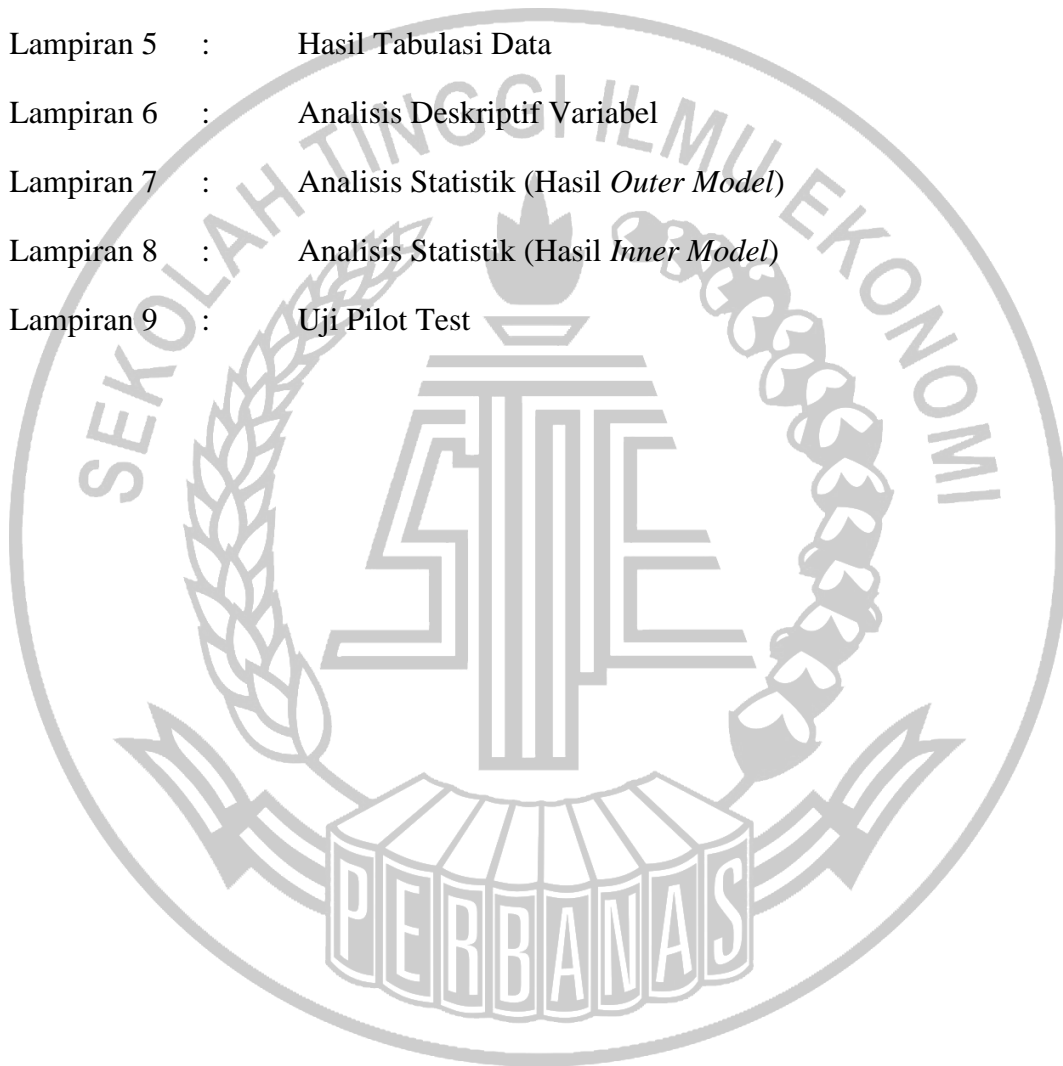 Lampiran 5 : Hasil Tabulasi Data
Lampiran 6 : Analisis Deskriptif Variabel
Lampiran 7 : Analisis Statistik (Hasil Outer Model)
Lampiran 8 : Analisis Statistik (Hasil Inner Model)
Lampiran 9 : Uji Pilot Test
SEKOLAH TINGGI ILMU EKONOMI
STIE
PERBANAS